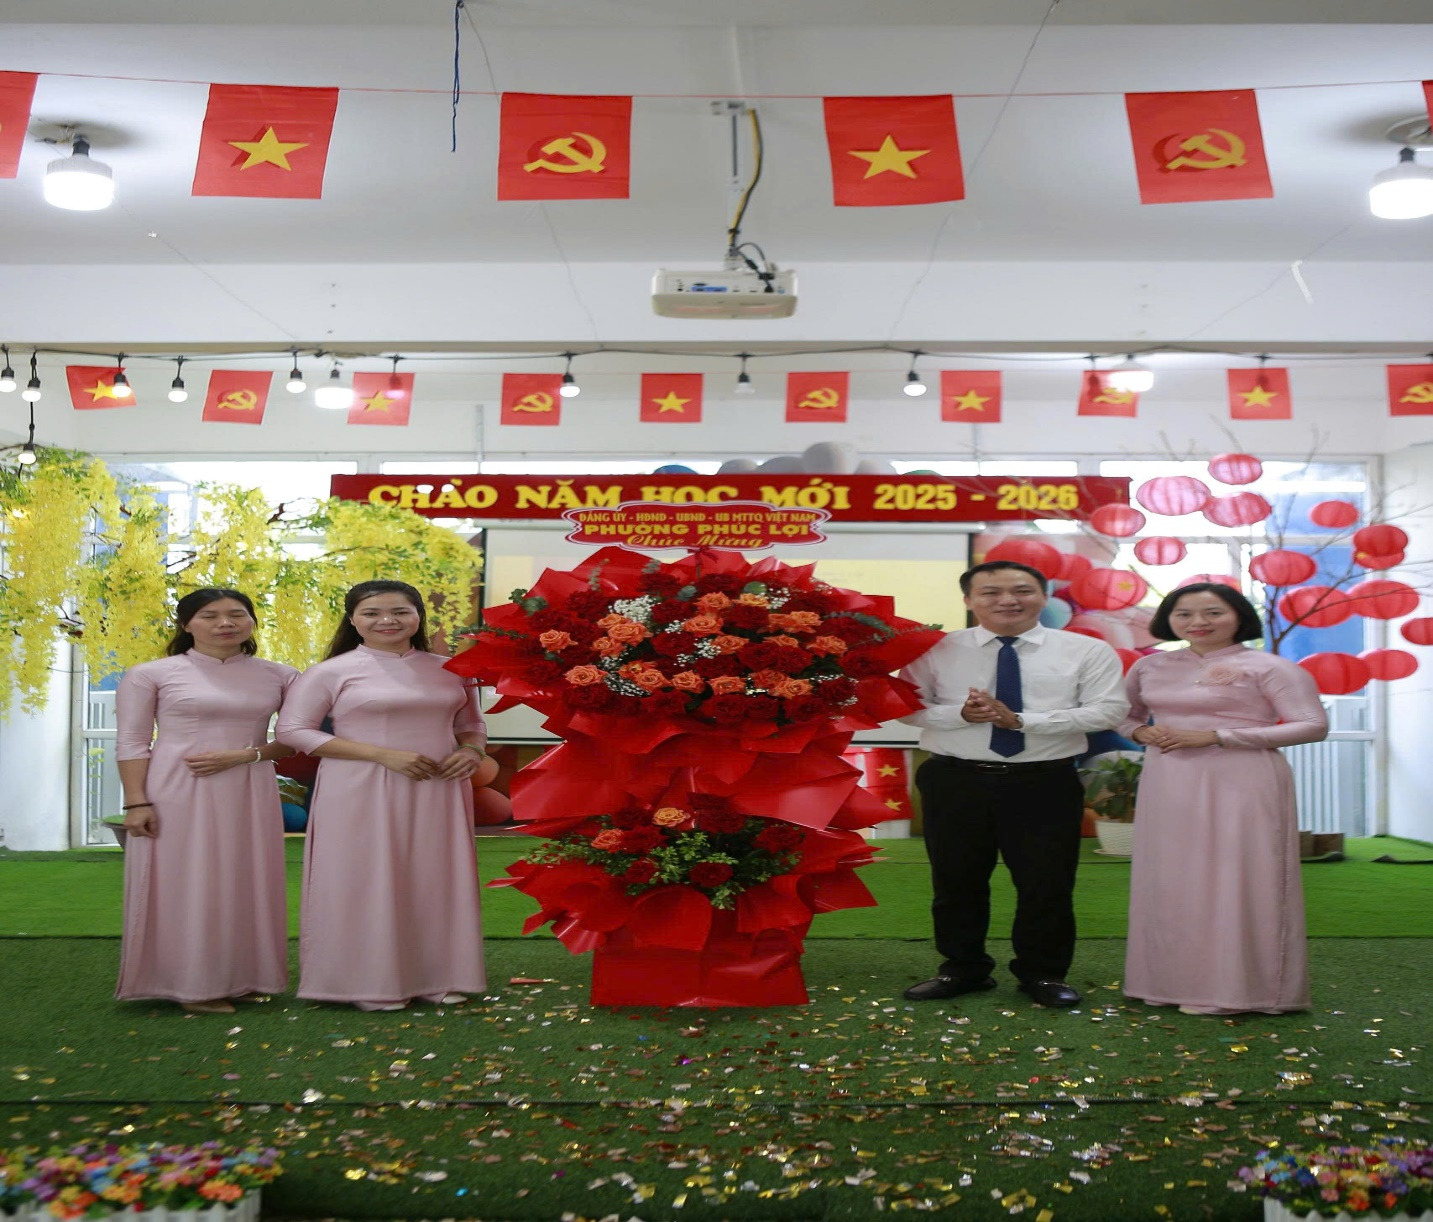 CHÀO NĂM HỌC MỚI 2025 - 2026
ĐẢNG ỦY - HĐND - UBND - UB MTTQ VIỆT NAM
PHƯỜNG PHÚC LỢI
Chúc Mừng